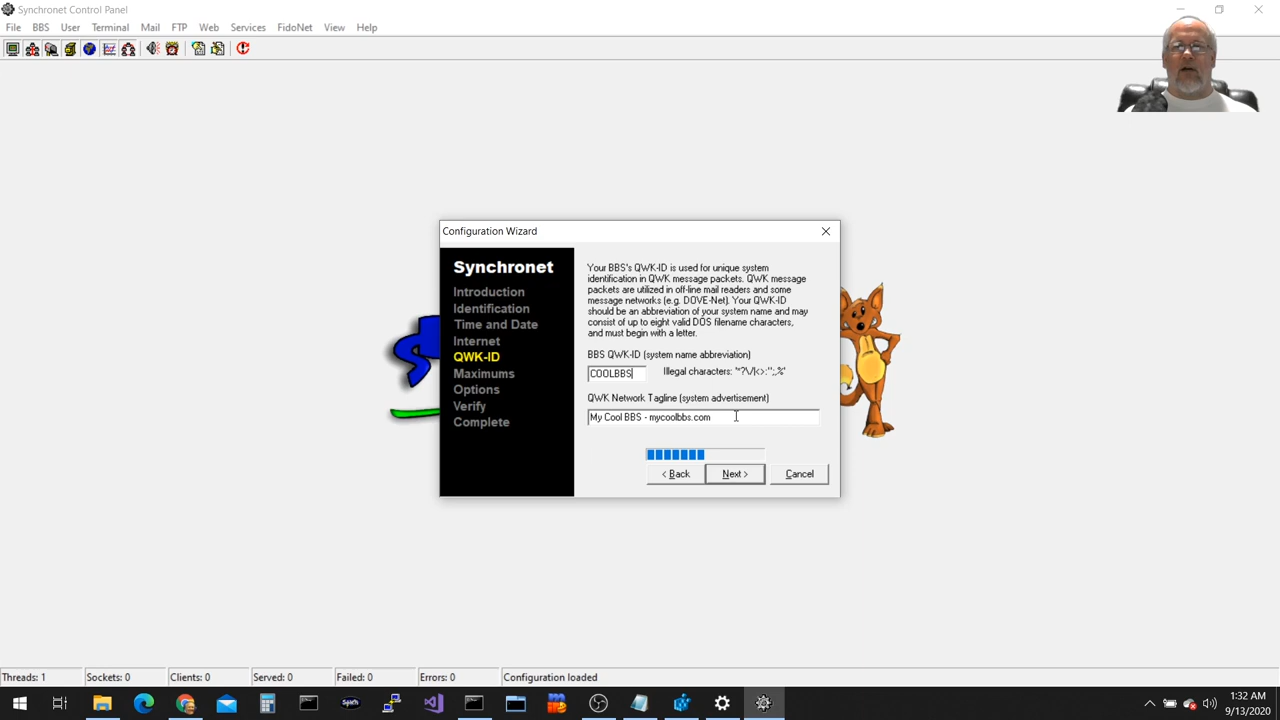 Synchronet Control Panel
File BBS User Terminal Mail FTP Web Services FidoNet View Help
Configuration Wizard
Synchronet
Introduction
Identification
Time and Date
Internet
QWK-ID
Maximums
Options
Verify
Complete
Your BBS's QWK-ID is used for unique system
identification in QWK message packets. QWK message
packets are utilized in off-line mail readers and some
message networks (e.g. DOVE-Net). Your QWK-ID
should be an abbreviation of your system name and may
consist of up to eight valid DOS filename characters,
and must begin with a letter.
BBS QWK-ID (system name abbreviation)
COOLBBS
Illegal characters:
QWK Network Tagline (system advertisement)
My Cool BBS - mycoolbbs.com
< Back Next > Cancel
Threads: 1 Sockets: 0 Clients: 0 Served: 0 Failed: 0 Errors: 0 Configuration loaded
1:32 AM
9/13/2020